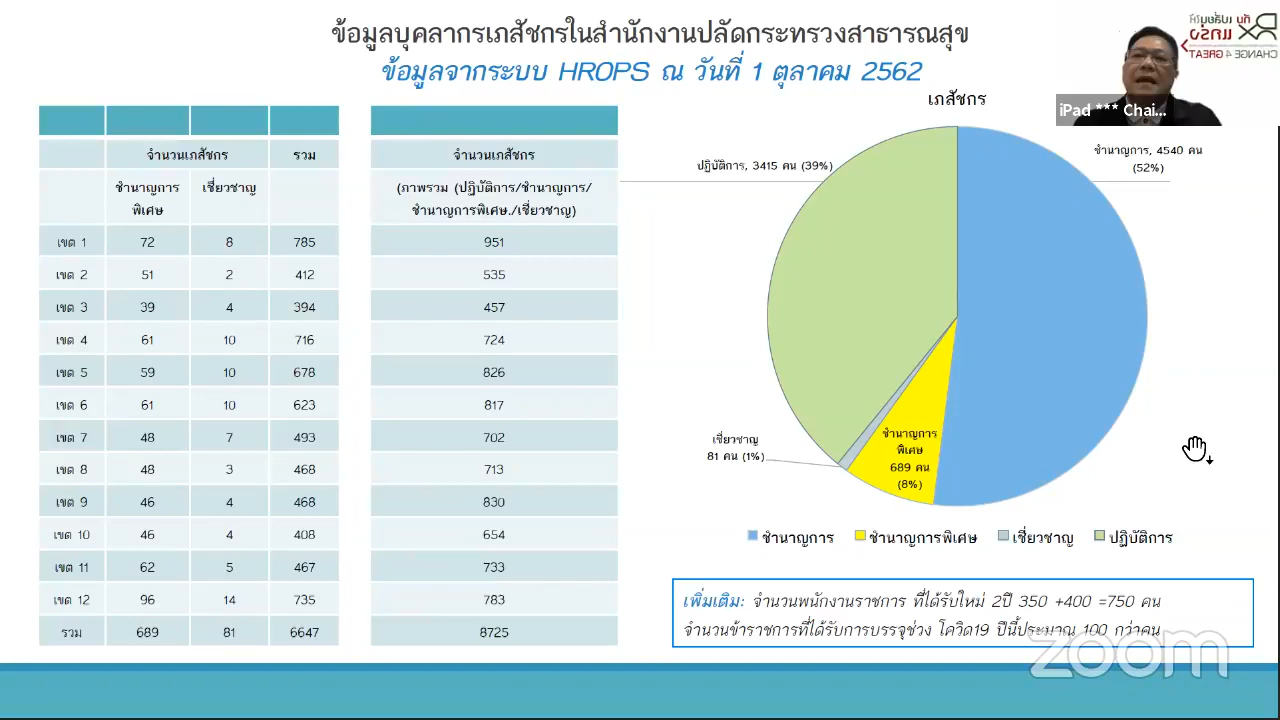 ข้อมูลบุคลากรเภสัชกรในสำนักงานปลัดกระทรวงสาธารณสุข
ข้อมูลจากระบบ HROPS ณ วันที่ 1 ตุลาคม 2562
ทีม เภสัชมูไร้
แกร่ง
CHANGE 4 GREAT
iPad *** Chai...
จำนวนเภสัชกร รวม
ชำนาญการ เชี่ยวชาญ
พิเศษ
เขต 1 72 8 785
เขต 2 51 2 412
เขต 3 39 4 394
เขต 4 61 10 716
เขต 5 59 10 678
เขต 6 61 10 623
เขต 7 48 7 493
เขต 8 48 3 468
เขต 9 46 4 468
เขต 10 46 4 408
เขต 11 62 5 467
เขต 12 96 14 735
รวม 689 81 6647
จำนวนเภสัชกร
(ภาพรวม (ปฏิบัติการ/ชำนาญการ/
ชำนาญการพิเศษ./เชี่ยวชาญ)
951
535
457
724
826
817
702
713
830
654
733
783
8725
เภสัชกร
ปฏิบัติการ, 3415 คน (39%)
ชำนาญการ, 4540 คน
(52%)
เชี่ยวชาญ
81 คน (1%)
ชำนาญการ
พิเศษ
689 คน
(8%)
ชำนาญการ ชำนาญการพิเศษ เชี่ยวชาญ ปฏิบัติการ
เพิ่มเติม: จำนวนพนักงานราชการ ที่ได้รับใหม่ 2ปี 350 +400 =750 คน
จำนวนข้าราชการที่ได้รับการบรรจุช่วง โควิด19 ปีนี้ประมาณ 100 กว่าคน
zoom